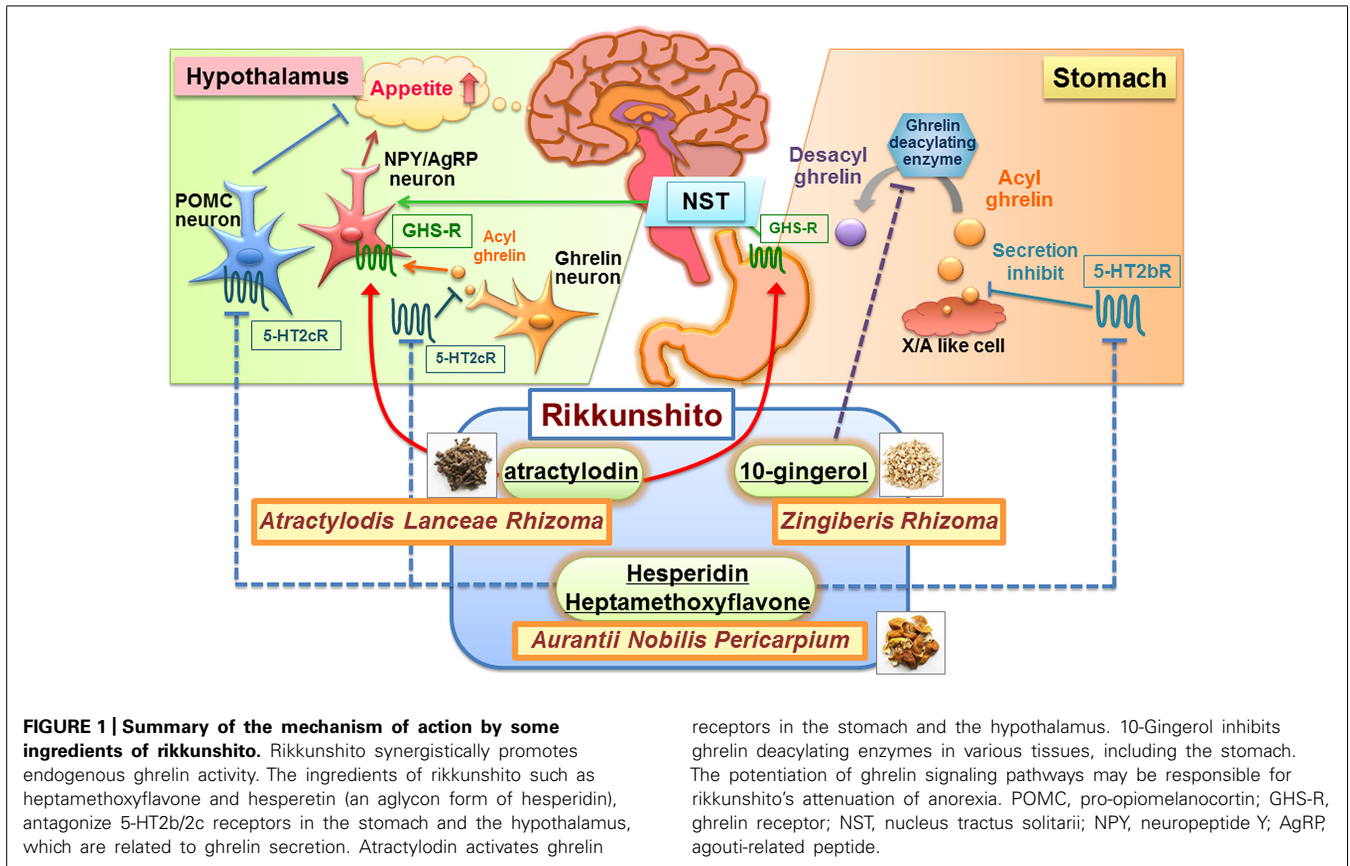 Hypothalamus
Appetite
Stomach
Ghrelin
deacylating
enzyme
Desacyl
ghrelin
Acyl
ghrelin
NPY/AgRP
neuron
POMC
neuron
NST
GHS-R
GHS-R
Acyl
ghrelin
Ghrelin
neuron
Secretion
inhibit
5-HT2bR
5-HT2cR
5-HT2cR
X/A like cell
Rikkunshito
atractylodin
10-gingerol
Atractylodis Lanceae Rhizoma
Zingiberis Rhizoma
Hesperidin
Heptamethoxyflavone
Aurantii Nobilis Pericarpium
FIGURE 1 | Summary of the mechanism of action by some
ingredients of rikkunshito. Rikkunshito synergistically promotes
endogenous ghrelin activity. The ingredients of rikkunshito such as
heptamethoxyflavone and hesperetin (an aglycon form of hesperidin),
antagonize 5-HT2b/2c receptors in the stomach and the hypothalamus,
which are related to ghrelin secretion. Atractylodin activates ghrelin
receptors in the stomach and the hypothalamus. 10-Gingerol inhibits
ghrelin deacylating enzymes in various tissues, including the stomach.
The potentiation of ghrelin signaling pathways may be responsible for
rikkunshito's attenuation of anorexia. POMC, pro-opiomelanocortin; GHS-R,
ghrelin receptor; NST, nucleus tractus solitarii; NPY, neuropeptide Y; AgRP,
agouti-related peptide.